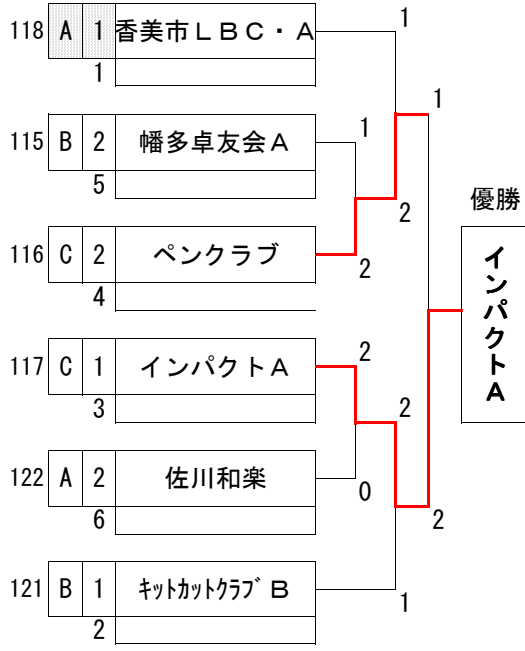 118 A 1 香美市LBC・A 1
1 2 1
115 B 2 幡多卓友会A 1
5 2 優勝
116 C 2 ペンクラブ 2
4
インパクトA
117 C 1 インパクトA 2
3 2
122 A 2 佐川和楽 0
6 2
121 B 1 キットカットクラブB 1
2